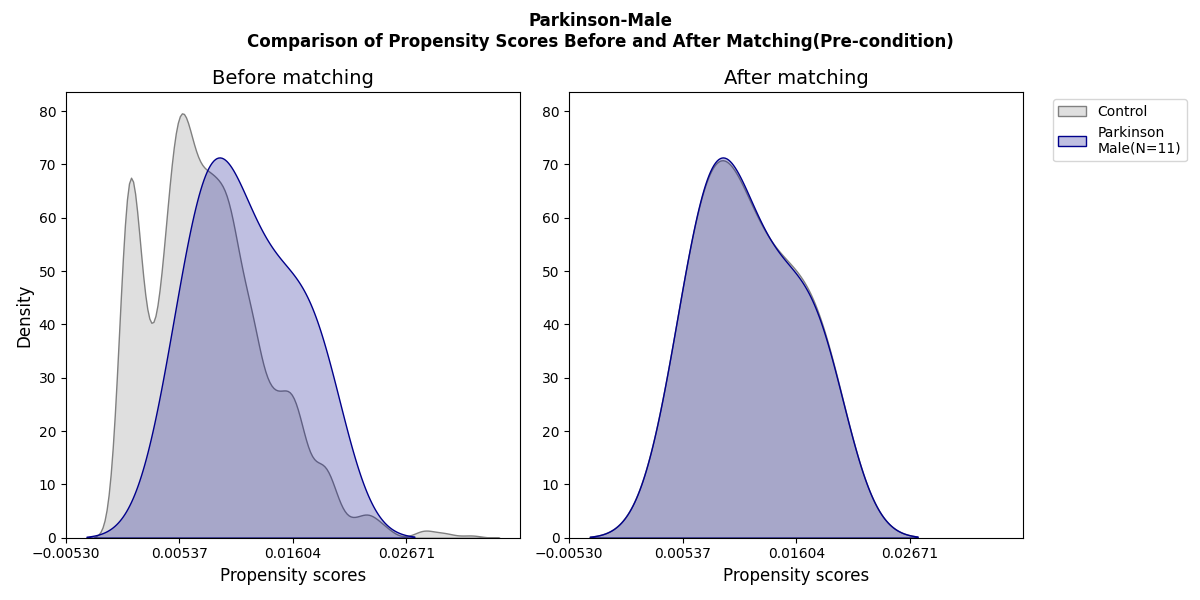 Parkinson-Male
Comparison of Propensity Scores Before and After Matching(Pre-condition)
Before matching
After matching
Density
80
70
60
50
40
30
20
10
0
−0.00530
0.00537
0.01604
0.02671
Propensity scores
80
70
60
50
40
30
20
10
0
−0.00530
0.00537
0.01604
0.02671
Propensity scores
Control
Parkinson
Male(N=11)